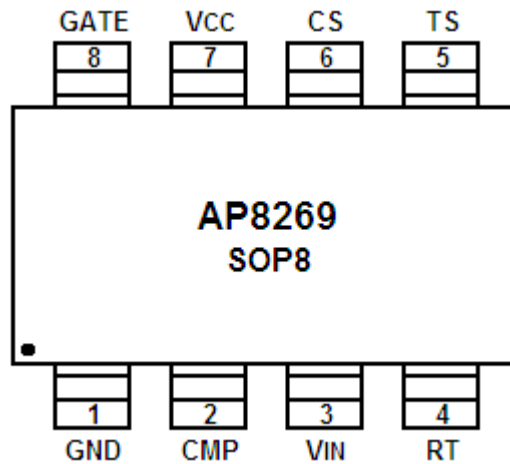 GATE VCC CS TS
8 7 6 5
AP8269
SOP8
1 2 3 4
GND CMP VIN RT